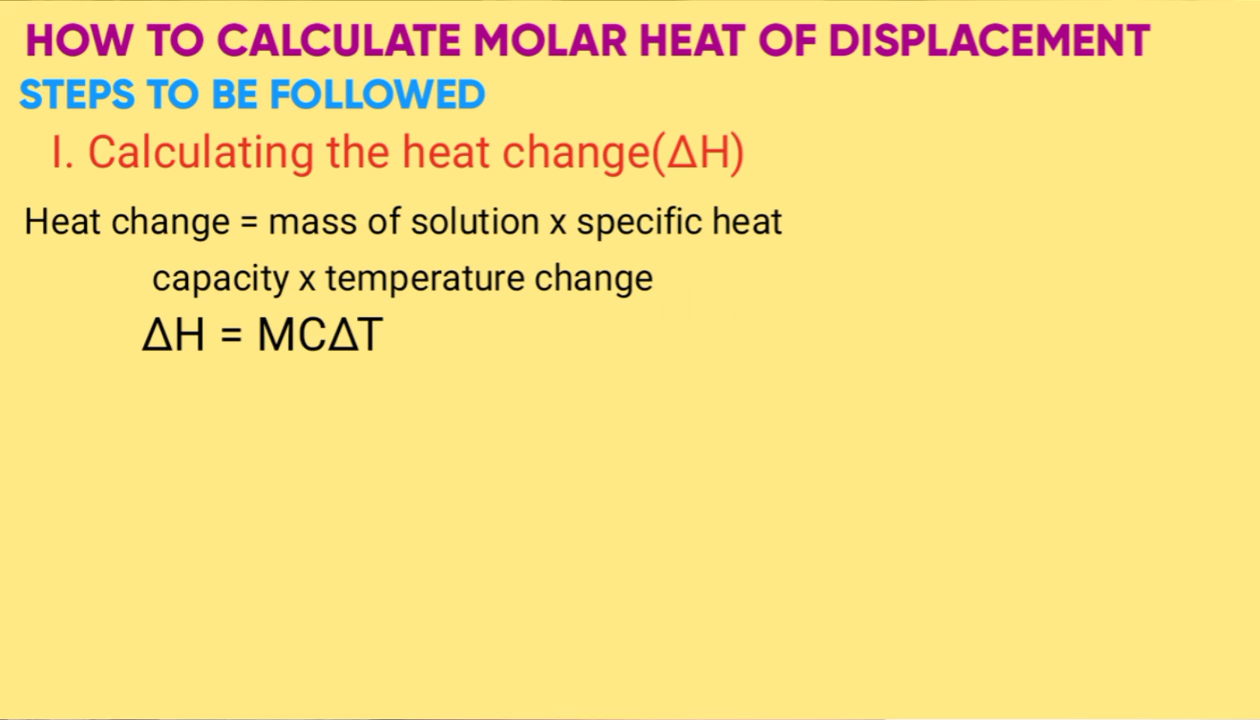 HOW TO CALCULATE MOLAR HEAT OF DISPLACEMENT
STEPS TO BE FOLLOWED
I. Calculating the heat change(ΔH)
Heat change = mass of solution x specific heat
capacity x temperature change
ΔH = MCΔT